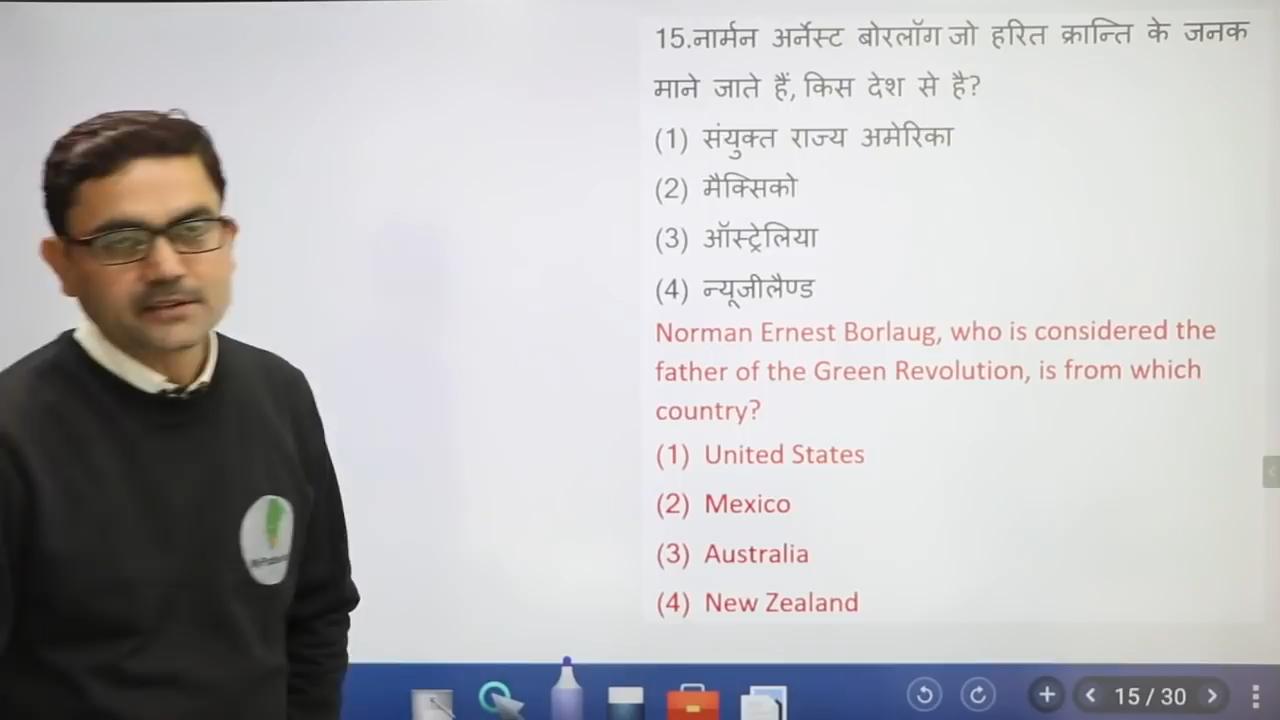 15.नार्मन अर्नेस्ट बोरलॉग जो हरित क्रान्ति के जनक
माने जाते हैं, किस देश से है?
(1) संयुक्त राज्य अमेरिका
(2) मैक्सिको
(3) ऑस्ट्रेलिया
(4) न्यूजीलैण्ड
Norman Ernest Borlaug, who is considered the
father of the Green Revolution, is from which
country?
(1) United States
(2) Mexico
(3) Australia
(4) New Zealand
15 / 30